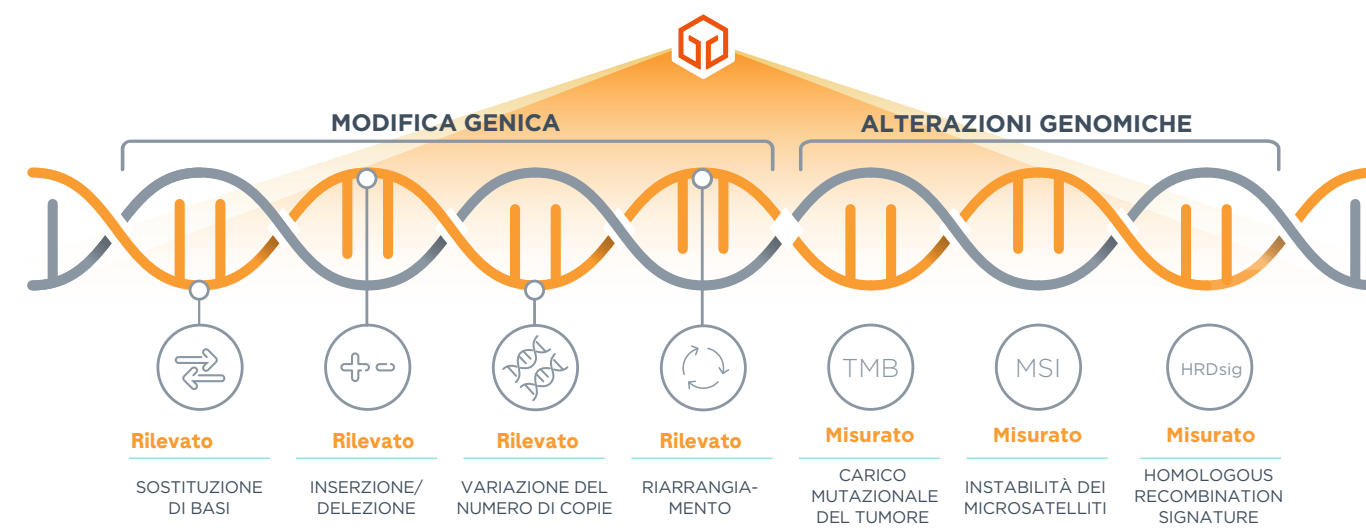 MODIFICA GENICA
ALTERAZIONI GENOMICHE
TMB
MSI
HRDsig
Rilevato
Rilevato
Rilevato
Rilevato
Misurato
Misurato
Misurato
SOSTITUZIONE
DI BASI
INSERZIONE/
DELEZIONE
VARIAZIONE DEL
NUMERO DI COPIE
RIARRANGIA-
MENTO
CARICO
MUTAZIONALE
DEL TUMORE
INSTABILITÀ DEI
MICROSATELLITI
HOMOLOGOUS
RECOMBINATION
SIGNATURE